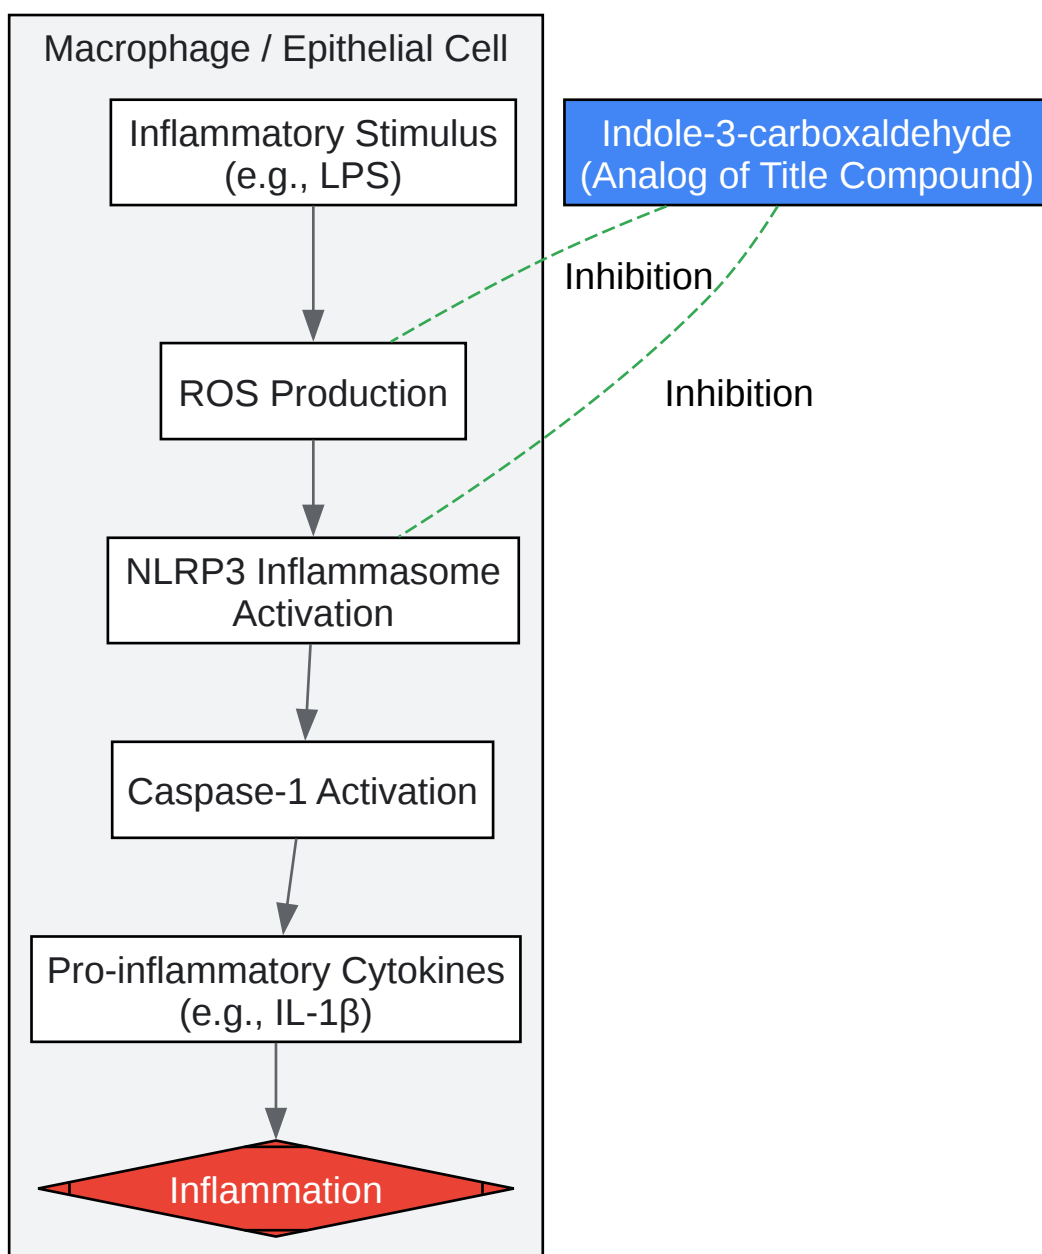 Macrophage / Epithelial Cell
Inflammatory Stimulus
(e.g., LPS)
Indole-3-carboxaldehyde
(Analog of Title Compound)
Inhibition
ROS Production
Inhibition
NLRP3 Inflammasome
Activation
Caspase-1 Activation
Pro-inflammatory Cytokines
(e.g., IL-1β)
Inflammation